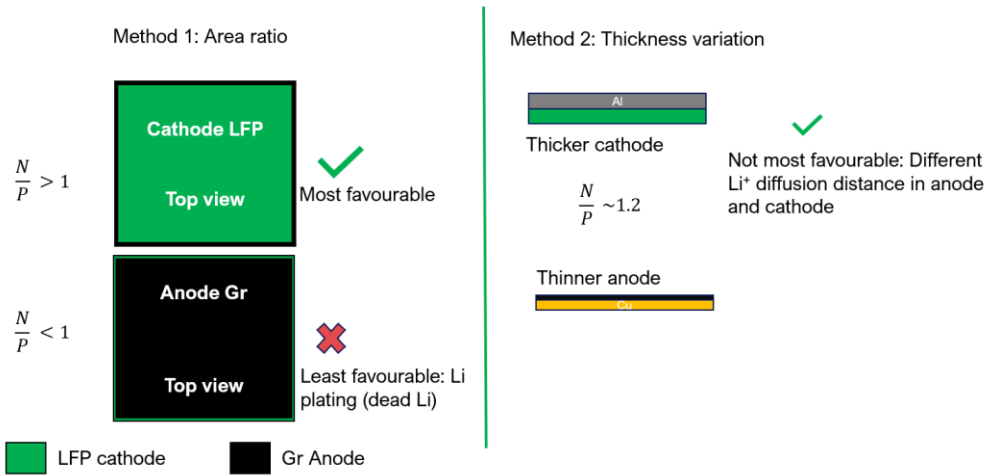 Method 1: Area ratio
N/P > 1
Cathode LFP
Top view
Most favourable
N/P < 1
Anode Gr
Top view
Least favourable: Li
plating (dead Li)
LFP cathode
Gr Anode
Method 2: Thickness variation
Al
Thicker cathode
N/P ~1.2
Thinner anode
Cu
Not most favourable: Different
Li⁺ diffusion distance in anode
and cathode